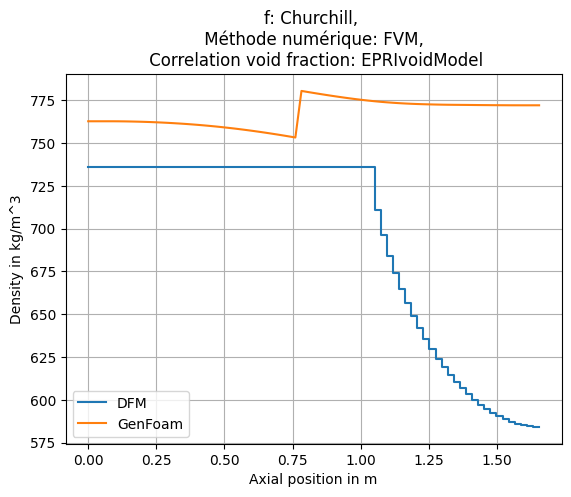 f: Churchill,
Méthode numérique: FVM,
Correlation void fraction: EPRIvoidModel
775
750
725
700
675
650
625
600
575
Density in kg/m^3
DFM
GenFoam
0.00 0.25 0.50 0.75 1.00 1.25 1.50
Axial position in m